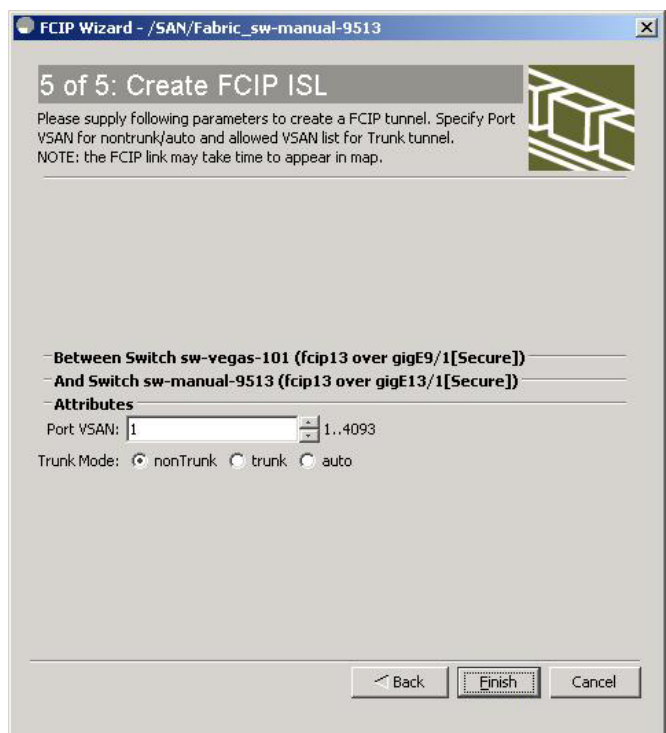 FCIP Wizard - /SAN/Fabric_sw-manual-9513
5 of 5: Create FCIP ISL
Please supply following parameters to create a FCIP tunnel. Specify Port
VSAN for nontrunk/auto and allowed VSAN list for Trunk tunnel.
NOTE: the FCIP link may take time to appear in map.
Between Switch sw-vegas-101 (fcip13 over gigE9/1[Secure])
And Switch sw-manual-9513 (fcip13 over gigE13/1[Secure])
Attributes
Port VSAN: 1 1..4093
Trunk Mode: nonTrunk trunk auto
Back Finish Cancel